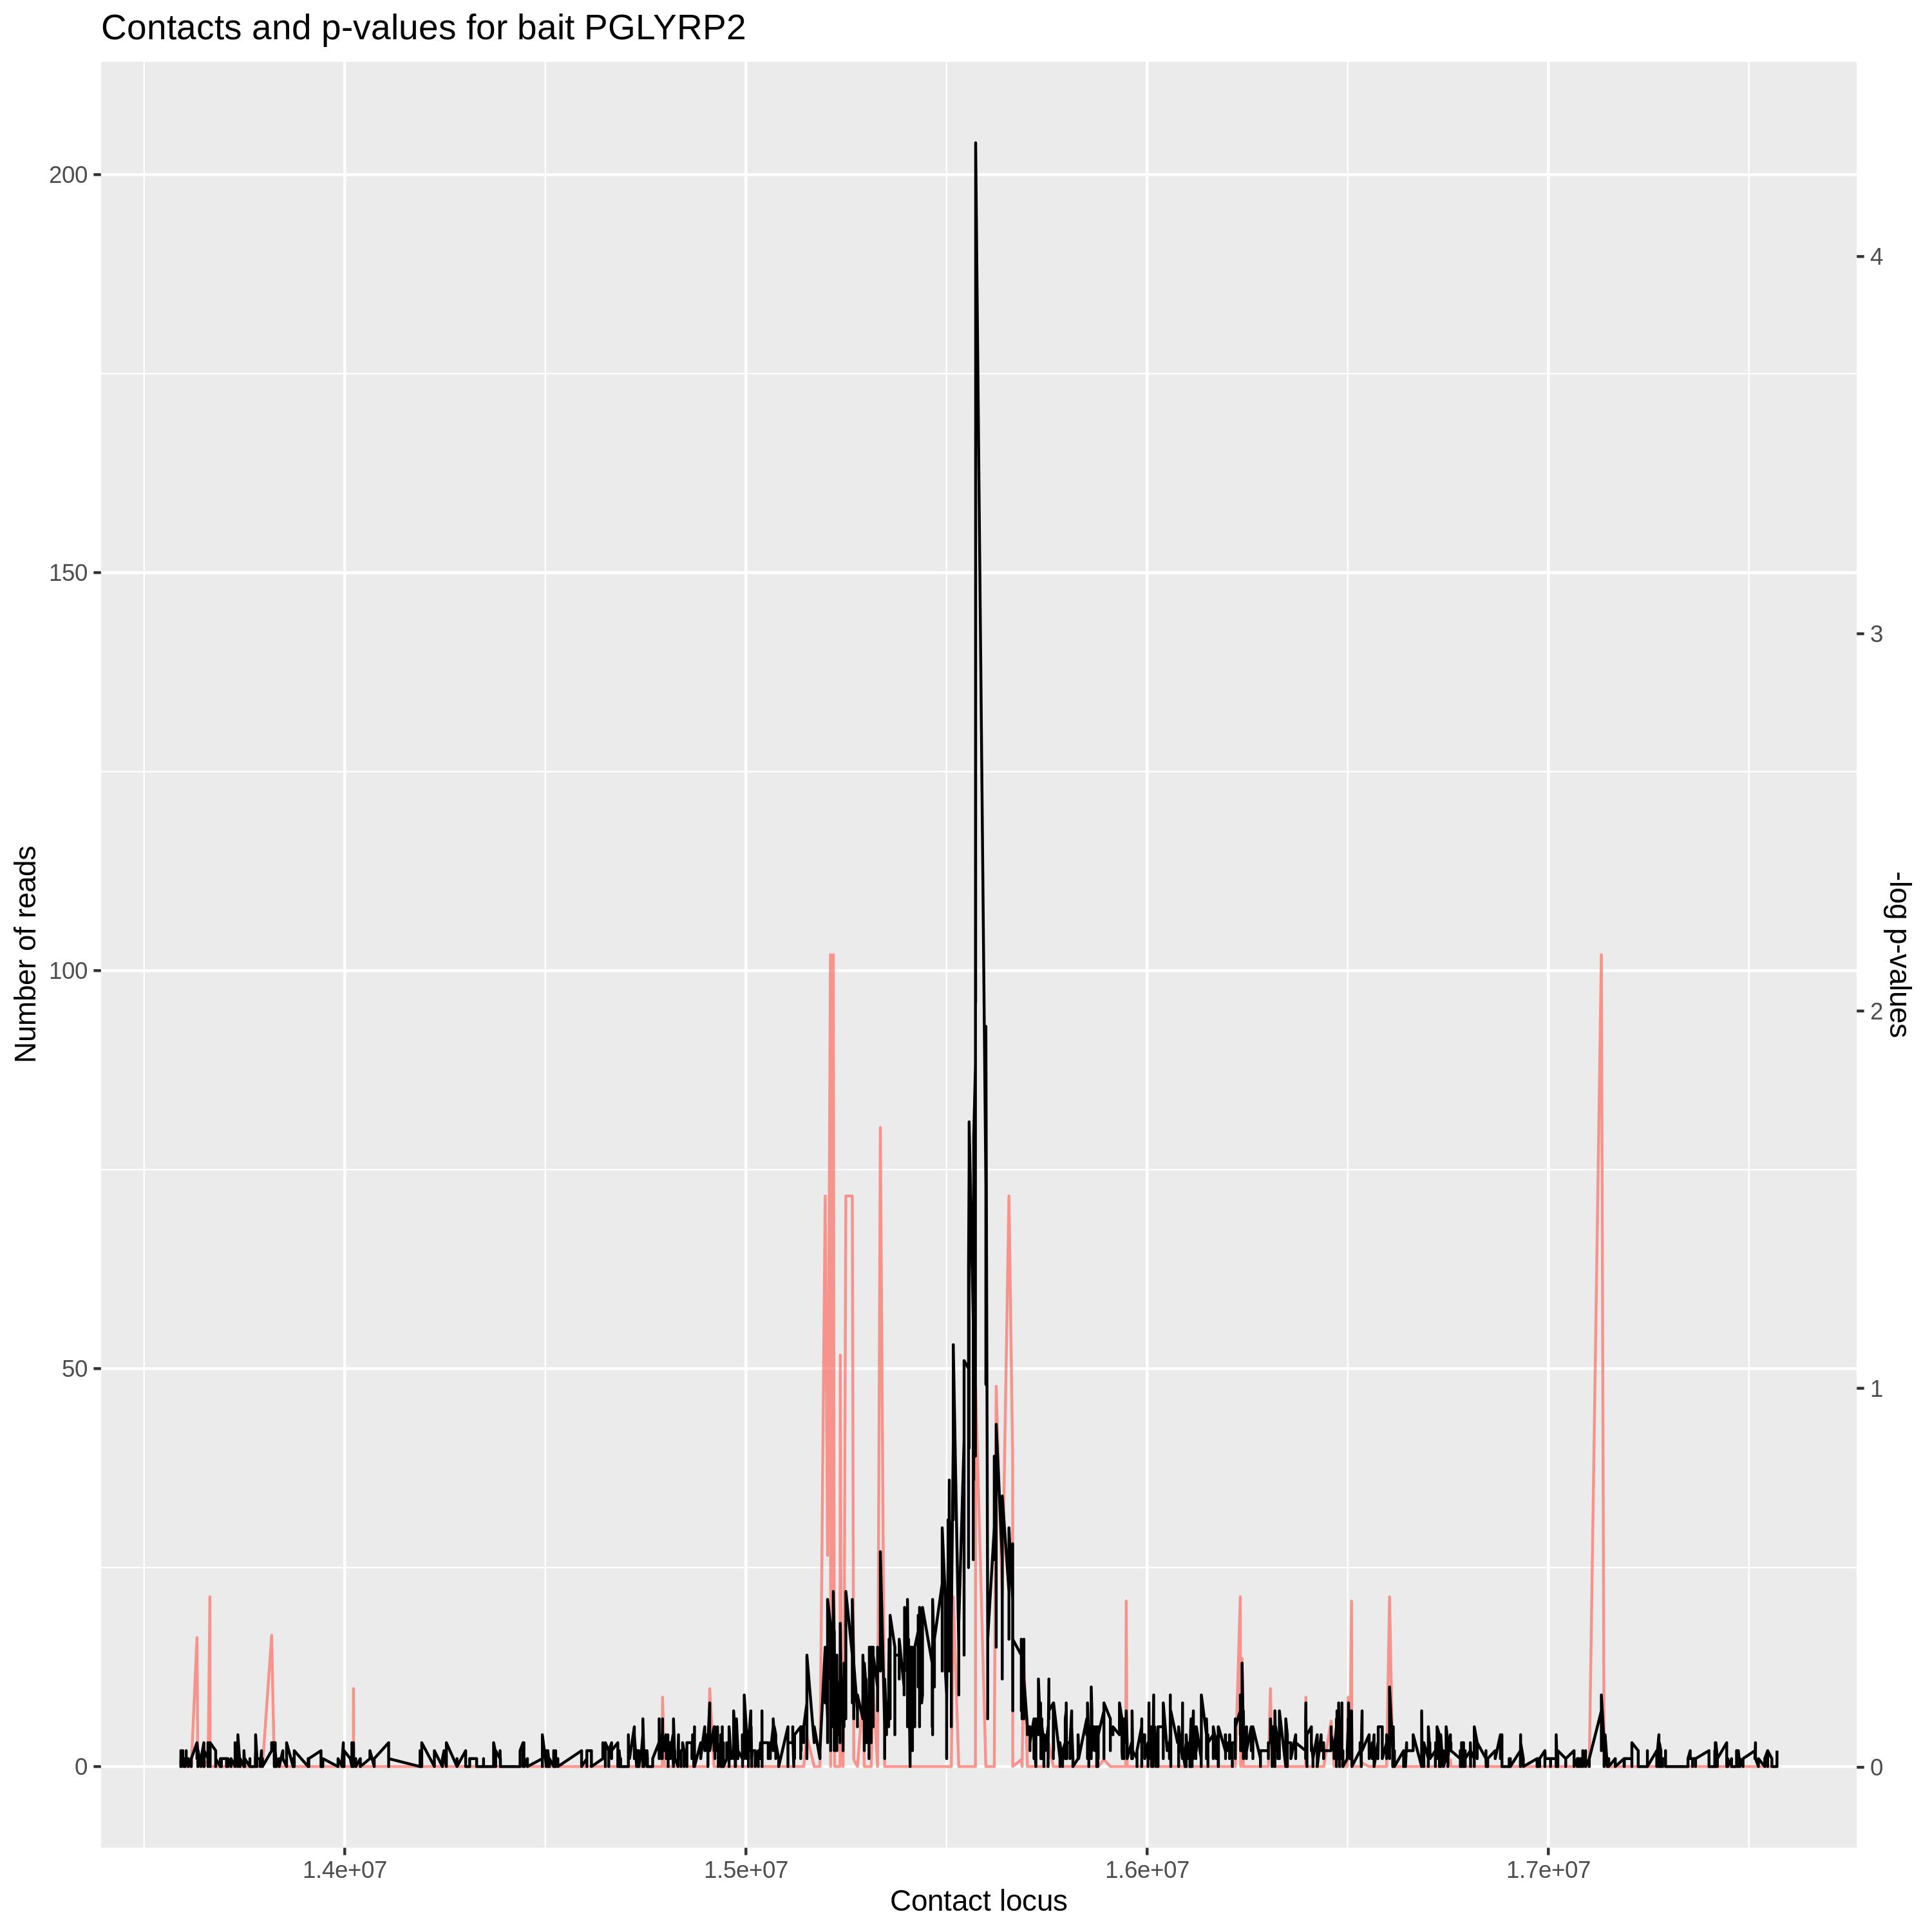 Contacts and p-values for bait PGLYRP2
200
150
100
50
0
4
3
2
1
0
Number of reads
-log p-values
1.4e+07 1.5e+07 1.6e+07 1.7e+07
Contact locus